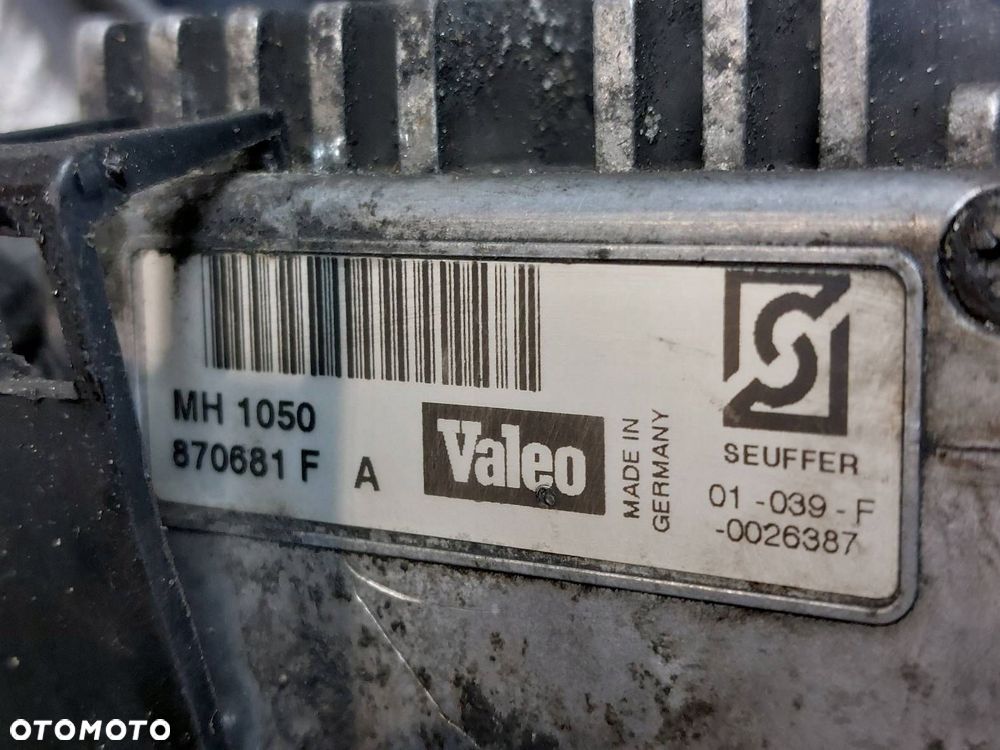 MH 1050
870681 F
A
Valeo
MADE IN
GERMANY
SEUFFER
01-039-F
-0026387
OTOMOTO